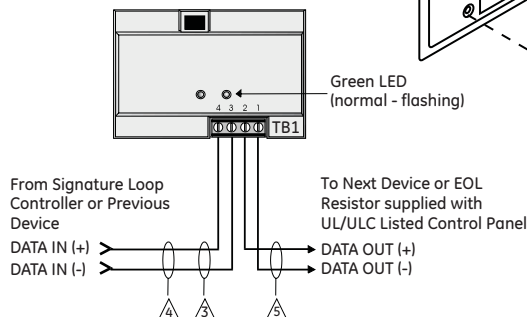 Green LED
(normal - flashing)
4 3 2 1
TB1
From Signature Loop
Controller or Previous
Device
DATA IN (+)
DATA IN (-)
To Next Device or EOL
Resistor supplied with
UL/ULC Listed Control Panel
DATA OUT (+)
DATA OUT (-)
4
3
5